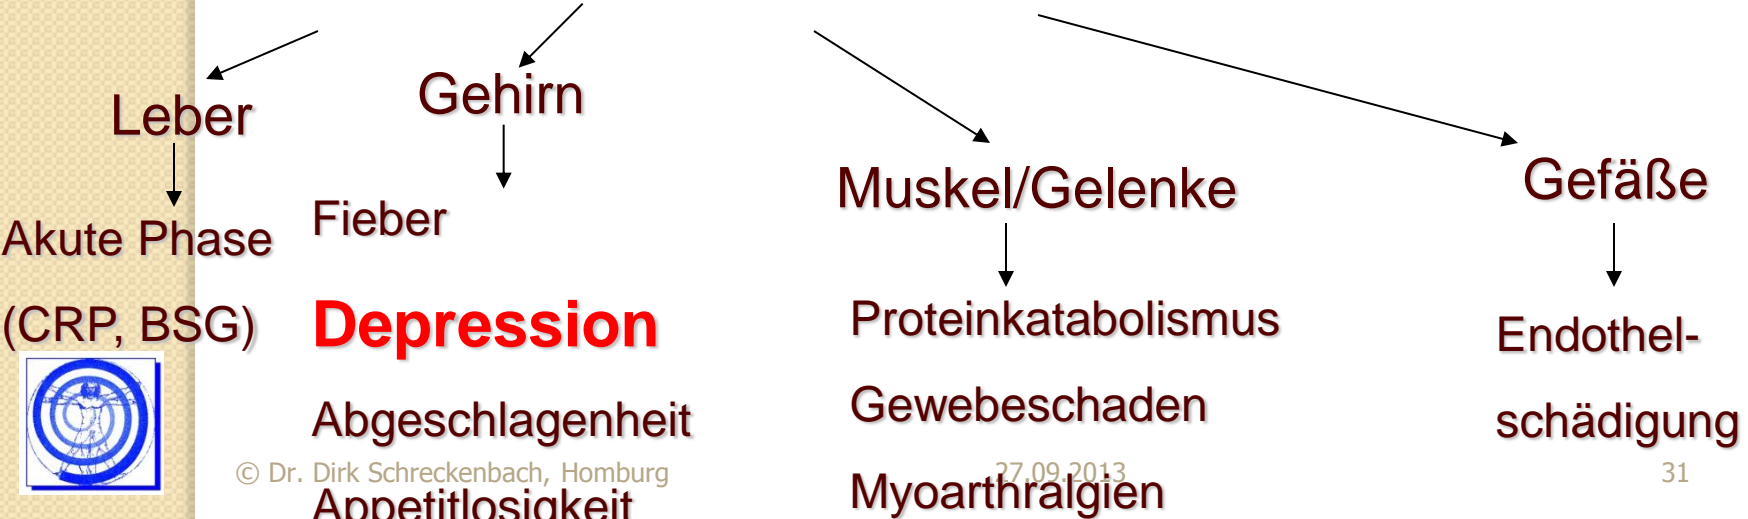 Leber
Akute Phase
(CRP, BSG)
Gehirn
Fieber
Depression
Abgeschlagenheit
Appetitlosigkeit
Muskel/Gelenke
Proteinkatabolismus
Gewebeschaden
Myoarthralgien
Gefäße
Endothel-
schädigung
© Dr. Dirk Schreckenbach, Homburg
27.09.2013
31